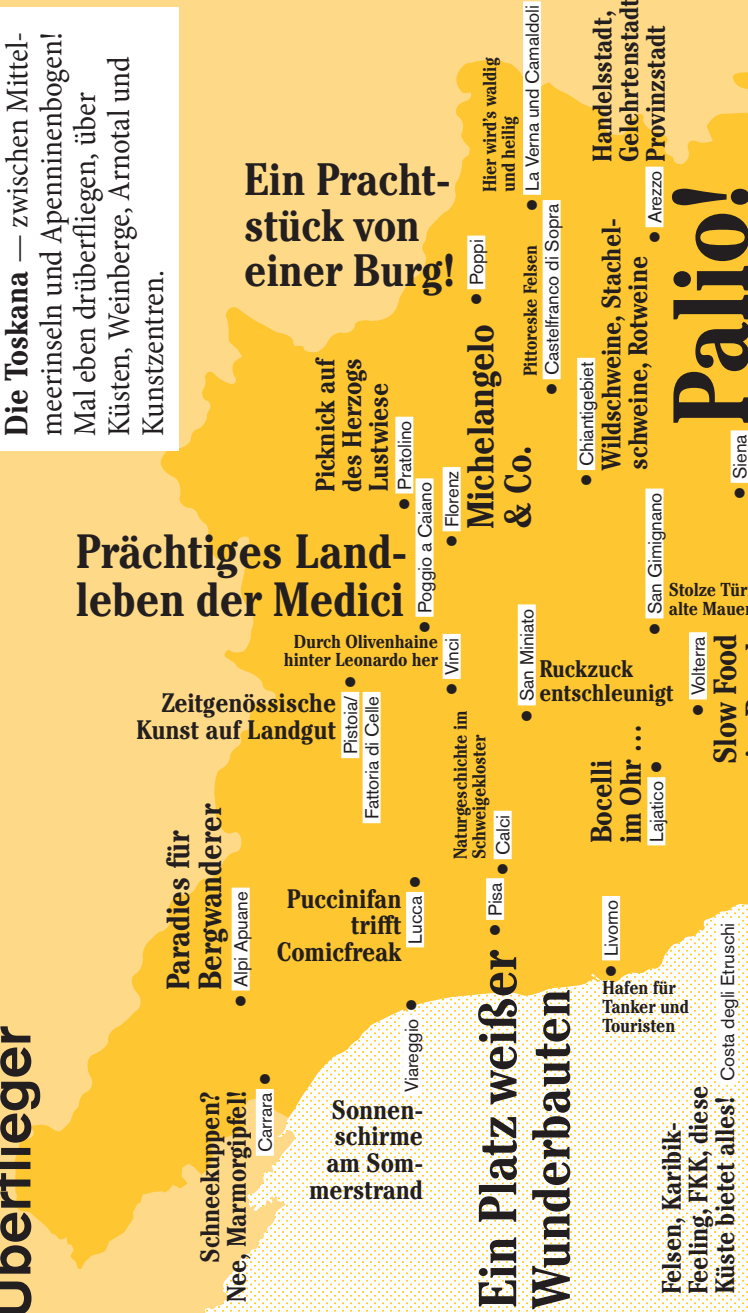 Überflieger
Die Toskana — zwischen Mittel-
meerinseln und Apenninenbogen!
Mal eben drüberfliegen, über
Küsten, Weinberge, Arnotal und
Kunstzentren.
Schneekuppen?
Nee, Marmorgipfel!
Carrara
Paradies für
Bergwanderer
Alpi Apuane
Sonnen-
schirme
am Som-
merstrand
Viareggio
Puccinifan
trifft
Comicfreak
Lucca
Zeitgenössische
Kunst auf Landgut
Pistoia/
Fattoria di Celle
Prächtiges Land-
leben der Medici
Poggio a Caiano
Durch Olivenhaine
hinter Leonardo her
Vinci
Picknick auf
des Herzogs
Lustwiese
Pratolino
Florenz
Michelangelo
& Co.
Ein Pracht-
stück von
einer Burg!
Poppi
Hier wird's waldig
und heilig
La Verna und Camaldoli
Pittoreske Felsen
Castelfranco di Sopra
Ein Platz weißer
Wunderbauten
Pisa
Naturgeschichte im
Schweigekloster
Calci
San Miniato
Ruckzuck
entschleunigt
Chiantigebiet
Wildschweine, Stachel-
schweine, Rotweine
Handelsstadt,
Gelehrtenstadt
Provinzstadt
Arezzo
Livorno
Hafen für
Tanker und
Touristen
Bocelli
im Ohr …
Lajatico
San Gimignano
Stolze Tür
alte Mauer
Volterra
Slow Food
Palio!
Siena
Felsen, Karibik-
Feeling, FKK, diese
Küste bietet alles!
Costa degli Etruschi